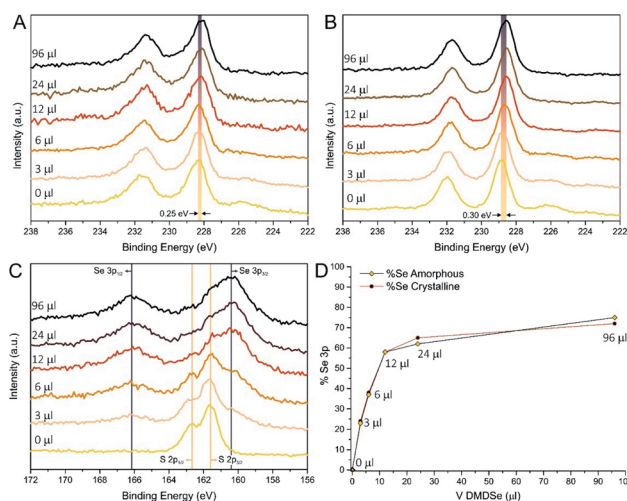 A
96 µl
24 µl
12 µl
6 µl
3 µl
0 µl
0.25 eV
Intensity (a.u.)
238 236 234 232 230 228 226 224 222
Binding Energy (eV)
B
96 µl
24 µl
12 µl
6 µl
3 µl
0 µl
0.30 eV
Intensity (a.u.)
238 236 234 232 230 228 226 224 222
Binding Energy (eV)
C
Se 3p1/2
Se 3p3/2
96 µl
24 µl
12 µl
6 µl
3 µl
0 µl
S 2p1/2
S 2p3/2
Intensity (a.u.)
172 170 168 166 164 162 160 158 156
Binding Energy (eV)
D
%Se Amorphous
%Se Crystalline
100
90
80
70
60
50
40
30
20
10
0
% Se 3p
0 µl
3 µl
6 µl
12 µl
24 µl
96 µl
0 10 20 30 40 50 60 70 80 90 100
V DMDSe (µl)